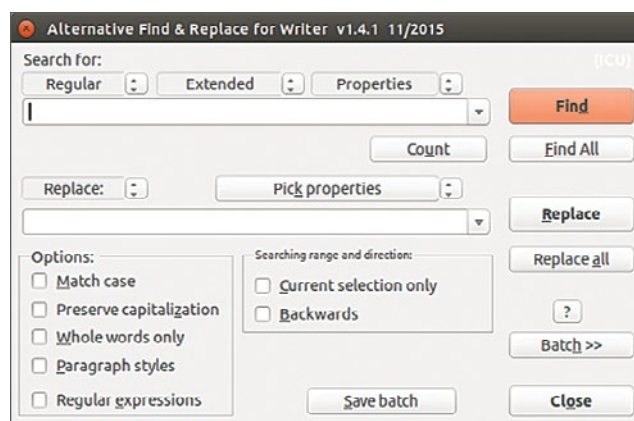 Alternative Find & Replace for Writer v1.4.1 11/2015
Search for:
(ICU)
Regular Extended Properties
Find
Count
Find All
Replace:
Pick properties
Replace
Options:
Match case
Preserve capitalization
Whole words only
Paragraph styles
Regular expressions
Searching range and direction:
Current selection only
Backwards
Replace all
?
Batch >>
Save batch
Close